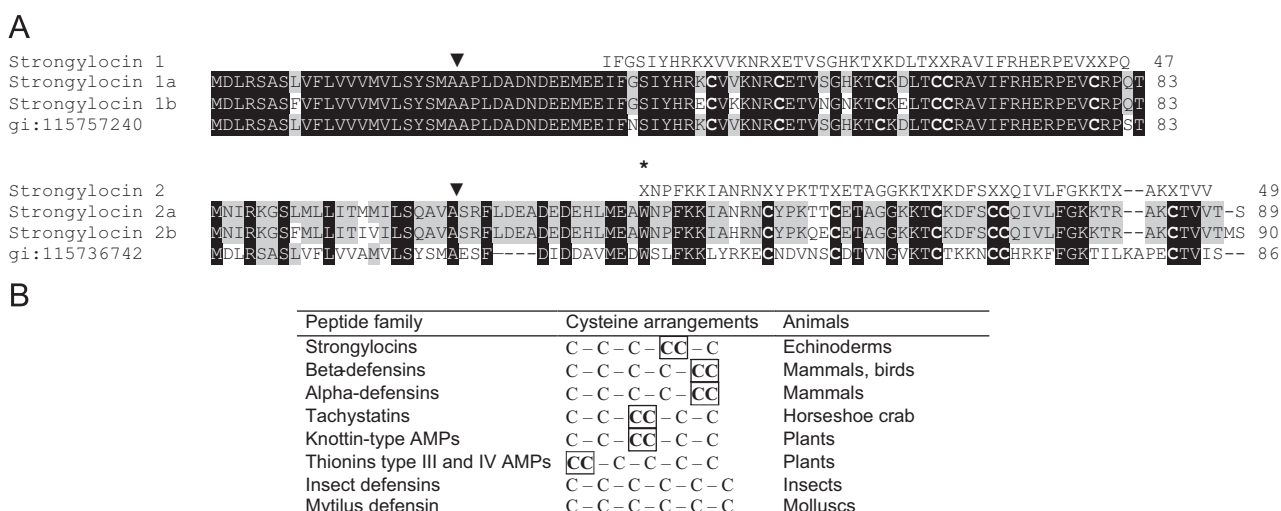 A
▼
Strongylocin 1 IFGSIYHRKXVVKNRXETVSGHKTXKDLTXXRAVIFRHERPEVXXPQ 47
Strongylocin 1a MDLRSASLVFLVVVMVLSYSMAAPLDADNDEEMEEIFGSIYHRKCVVKNRCETVSGHKTCKDLTCCRAVIFRHERPEVCRPQT 83
Strongylocin 1b MDLRSASFVFLVVVMVLSYSMAAPLDADNDEEMEEIFGSIYHRECVKKNRCETVNGNKTCKELTCCRAVIFRHERPEVCRPQT 83
gi:115757240 MDLRSASLVFLVVVMVLSYSMAAPLDADNDEEMEEIFNSIYHRKCVVKNRCETVSGHKTCKDLTCCRAVIFRHERPEVCRPST 83
*
▼
Strongylocin 2 XNPFKKIANRNXYPKTTXETAGGKKTXKDFSXXQIVLFGKKTX--AKXTVV 49
Strongylocin 2a MNIRKGSLMLLITMMILSQAVASRFLDEADEDEHLMEAWNPFKKIANRNCYPKTTCETAGGKKTCKDFSCCQIVLFGKKTR--AKCTVVT-S 89
Strongylocin 2b MNIRKGSFMLLITIVILSQAVASRFLDEADEDEHLMEAWNPFKKIAHRNCYPKQECETAGGKKTCKDFSCCQIVLFGKKTR--AKCTVVTMS 90
gi:115736742 MDLRSASLVFLVVAMVLSYSMAESF----DIDDAVMEDWSLFKKLYRKECNDVNSCDTVNGVKTCTKKNCCHRKFFGKTILKAPECTVIS-- 86
B
Peptide family Cysteine arrangements Animals
Strongylocins C – C – C – CC – C Echinoderms
Beta-defensins C – C – C – C – CC Mammals, birds
Alpha-defensins C – C – C – C – CC Mammals
Tachystatins C – C – CC – C – C Horseshoe crab
Knottin-type AMPs C – C – CC – C – C Plants
Thionins type III and IV AMPs CC – C – C – C – C Plants
Insect defensins C – C – C – C – C – C Insects
Mytilus defensin C – C – C – C – C – C Molluscs